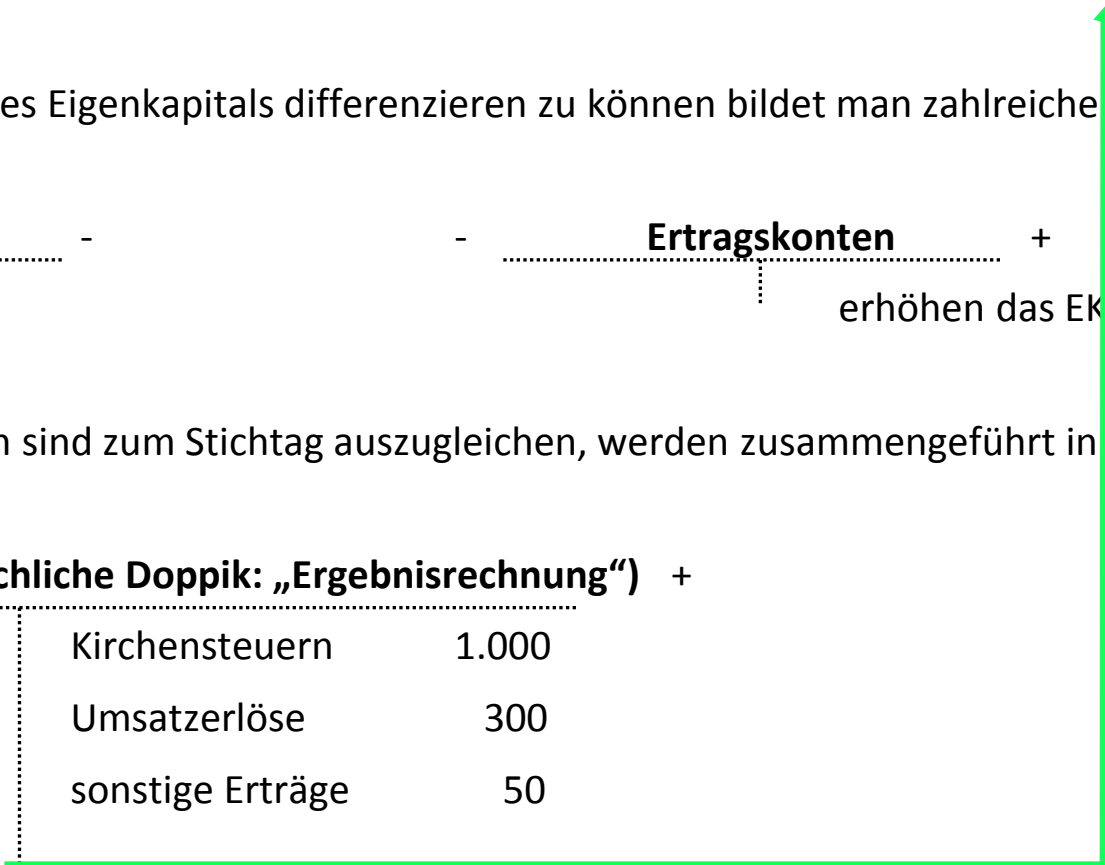 es Eigenkapitals differenzieren zu können bildet man zahlreiche
- - Ertragskonten +
erhöhen das EK
n sind zum Stichtag auszugleichen, werden zusammengeführt in
chliche Doppik: „Ergebnisrechnung“) +
Kirchensteuern 1.000
Umsatzerlöse 300
sonstige Erträge 50